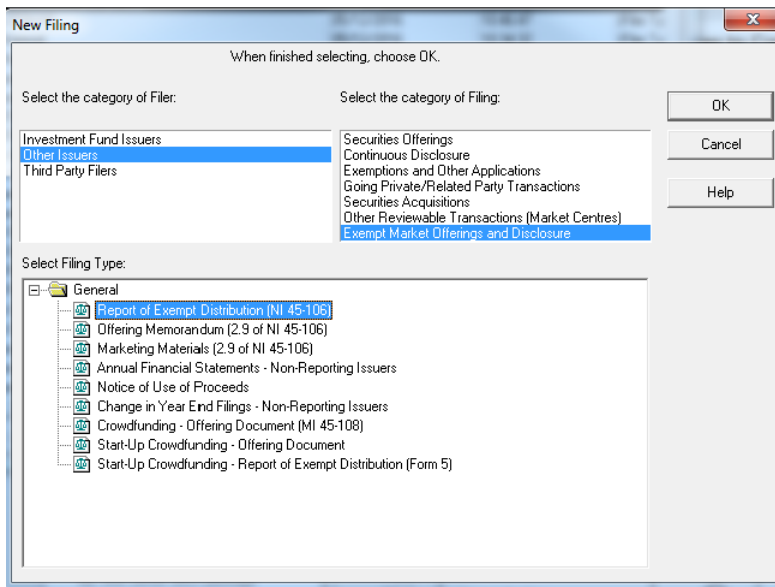 New Filing
When finished selecting, choose OK.
Select the category of Filer:
Select the category of Filing:
OK
Investment Fund Issuers
Other Issuers
Third Party Filers
Securities Offerings
Continuous Disclosure
Exemptions and Other Applications
Going Private/Related Party Transactions
Securities Acquisitions
Other Reviewable Transactions (Market Centres)
Exempt Market Offerings and Disclosure
Cancel
Help
Select Filing Type:
General
Report of Exempt Distribution (NI 45-106)
Offering Memorandum (2.9 of NI 45-106)
Marketing Materials (2.9 of NI 45-106)
Annual Financial Statements - Non-Reporting Issuers
Notice of Use of Proceeds
Change in Year End Filings - Non-Reporting Issuers
Crowdfunding - Offering Document (MI 45-108)
Start-Up Crowdfunding - Offering Document
Start-Up Crowdfunding - Report of Exempt Distribution (Form 5)